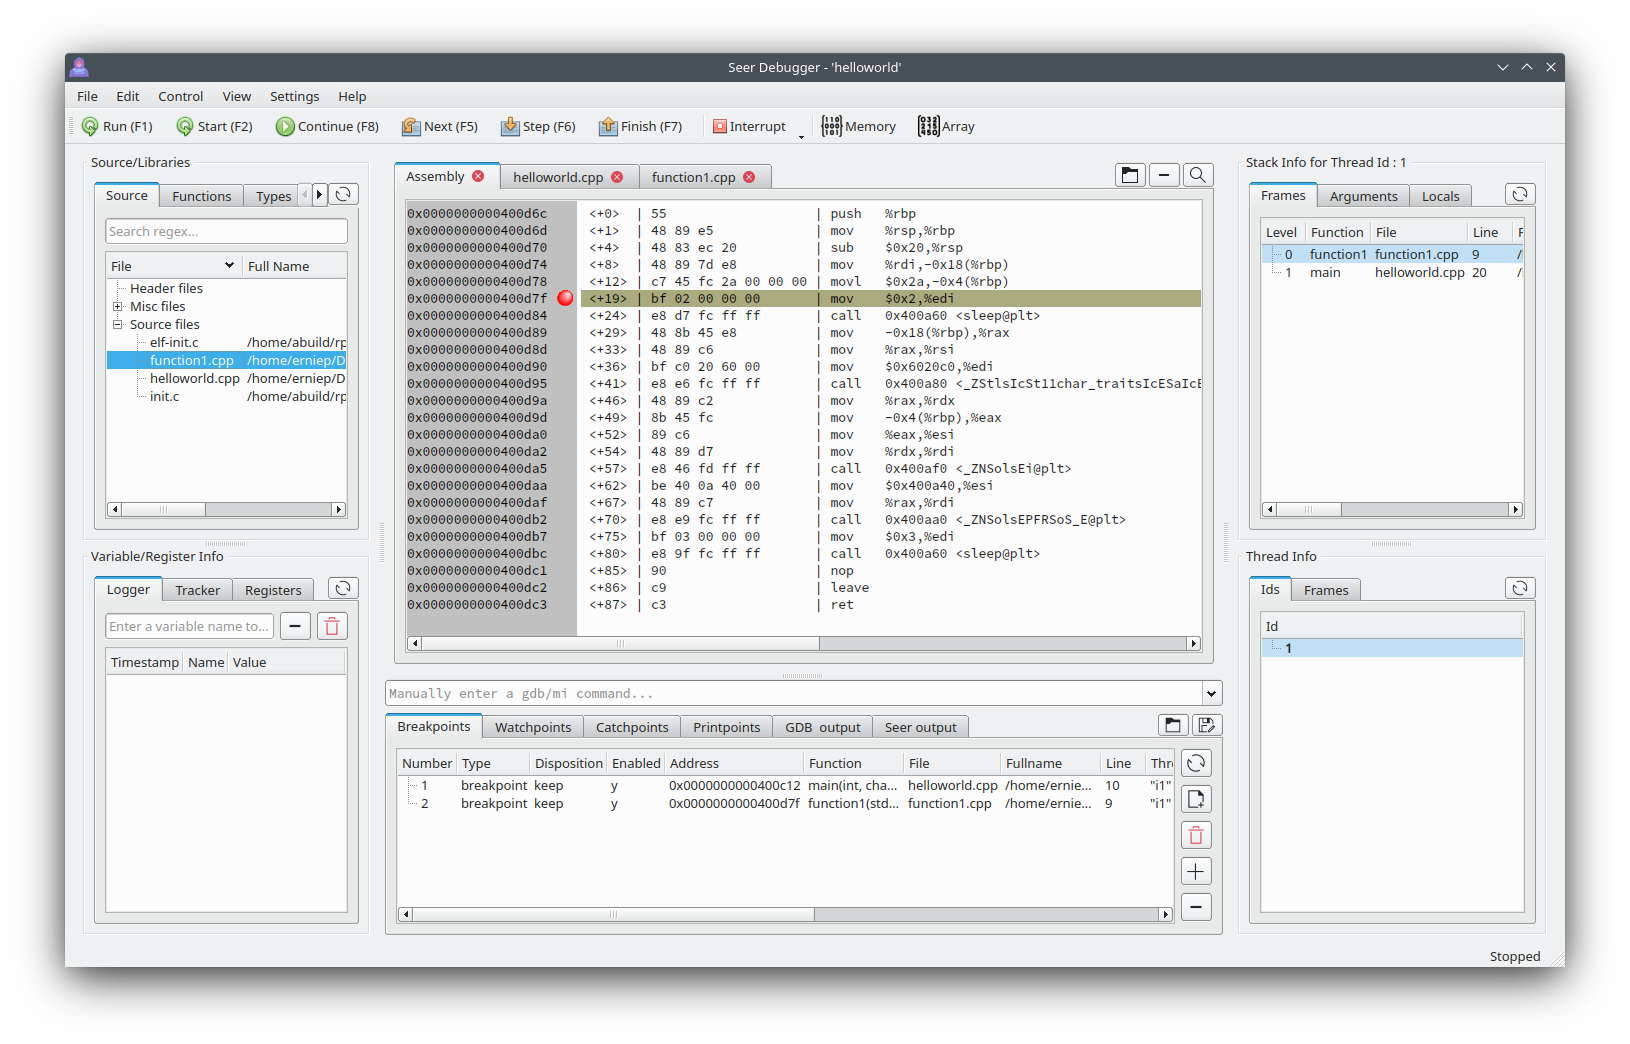 Seer Debugger - 'helloworld'
File Edit Control View Settings Help
Run (F1) Start (F2) Continue (F8) Next (F5) Step (F6) Finish (F7) Interrupt Memory Array
Source/Libraries
Source Functions Types
Search regex...
File Full Name
Header files
Misc files
Source files
elf-init.c /home/abuild/rp
function1.cpp /home/erniep/D
helloworld.cpp /home/erniep/D
init.c /home/abuild/rp
Variable/Register Info
Logger Tracker Registers
Enter a variable name to...
Timestamp Name Value
Assembly helloworld.cpp function1.cpp
0x0000000000400d6c <+0> | 55 | push %rbp
0x0000000000400d6d <+1> | 48 89 e5 | mov %rsp,%rbp
0x0000000000400d70 <+4> | 48 83 ec 20 | sub $0x20,%rsp
0x0000000000400d74 <+8> | 48 89 7d e8 | mov %rdi,-0x18(%rbp)
0x0000000000400d78 <+12> | c7 45 fc 2a 00 00 00 | movl $0x2a,-0x4(%rbp)
0x0000000000400d7f <+19> | bf 02 00 00 00 | mov $0x2,%edi
0x0000000000400d84 <+24> | e8 d7 fc ff ff | call 0x400a60 <sleep@plt>
0x0000000000400d89 <+29> | 48 8b 45 e8 | mov -0x18(%rbp),%rax
0x0000000000400d8d <+33> | 48 89 c6 | mov %rax,%rsi
0x0000000000400d90 <+36> | bf c0 20 60 00 | mov $0x6020c0,%edi
0x0000000000400d95 <+41> | e8 e6 fc ff ff | call 0x400a80 <_ZStlsIcSt11char_traitsIcESaIcE
0x0000000000400d9a <+46> | 48 89 c2 | mov %rax,%rdx
0x0000000000400d9d <+49> | 8b 45 fc | mov -0x4(%rbp),%eax
0x0000000000400da0 <+52> | 89 c6 | mov %eax,%esi
0x0000000000400da2 <+54> | 48 89 d7 | mov %rdx,%rdi
0x0000000000400da5 <+57> | e8 46 fd ff ff | call 0x400af0 <_ZNSolsEi@plt>
0x0000000000400daa <+62> | be 40 0a 40 00 | mov $0x400a40,%esi
0x0000000000400daf <+67> | 48 89 c7 | mov %rax,%rdi
0x0000000000400db2 <+70> | e8 e9 fc ff ff | call 0x400aa0 <_ZNSolsEPFRSoS_E@plt>
0x0000000000400db7 <+75> | bf 03 00 00 00 | mov $0x3,%edi
0x0000000000400dbc <+80> | e8 9f fc ff ff | call 0x400a60 <sleep@plt>
0x0000000000400dc1 <+85> | 90 | nop
0x0000000000400dc2 <+86> | c9 | leave
0x0000000000400dc3 <+87> | c3 | ret
Manually enter a gdb/mi command...
Breakpoints Watchpoints Catchpoints Printpoints GDB output Seer output
Number Type Disposition Enabled Address Function File Fullname Line Thre
1 breakpoint keep y 0x0000000000400c12 main(int, cha... helloworld.cpp /home/ernie... 10 "i1"
2 breakpoint keep y 0x0000000000400d7f function1(std... function1.cpp /home/ernie... 9 "i1"
Stack Info for Thread Id : 1
Frames Arguments Locals
Level Function File Line F
0 function1 function1.cpp 9 /
1 main helloworld.cpp 20 /
Thread Info
Ids Frames
Id
1
Stopped